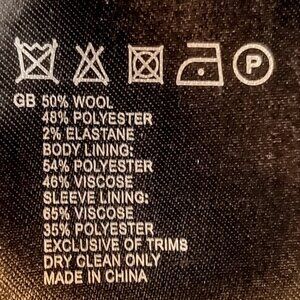 P
GB 50% WOOL
48% POLYESTER
2% ELASTANE
BODY LINING:
54% POLYESTER
46% VISCOSE
SLEEVE LINING:
65% VISCOSE
35% POLYESTER
EXCLUSIVE OF TRIMS
DRY CLEAN ONLY
MADE IN CHINA